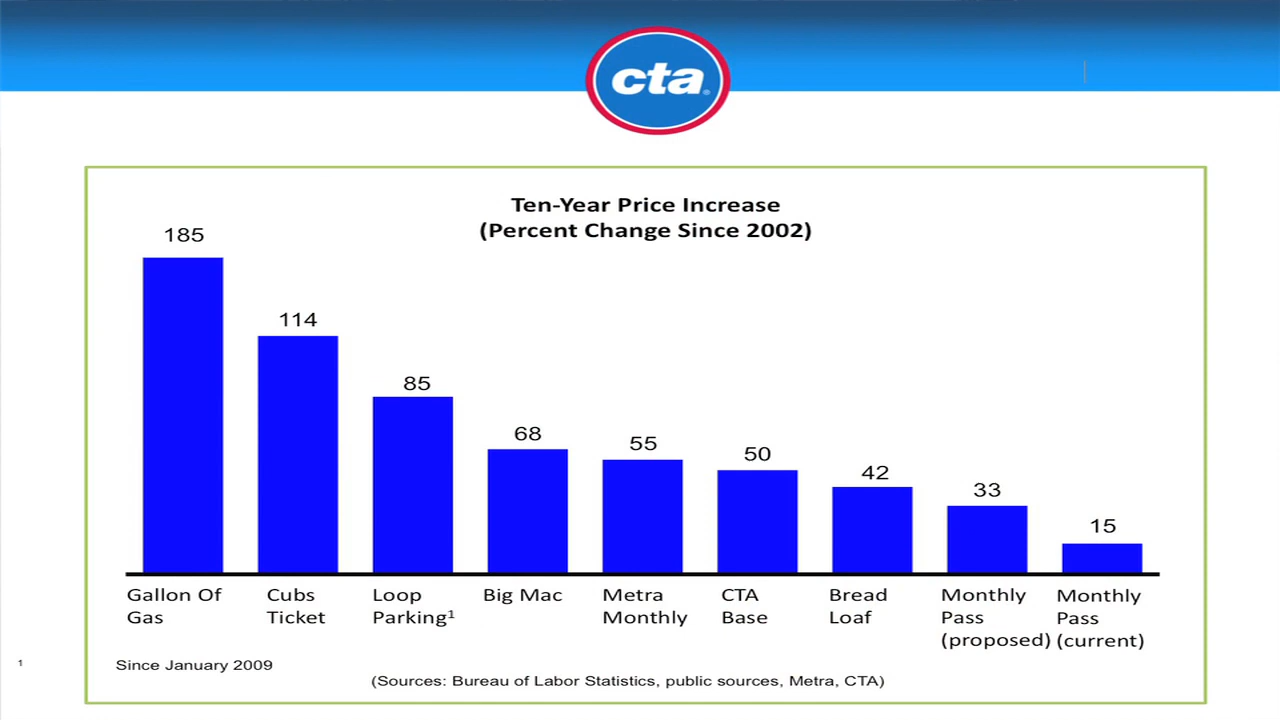 cta®
Ten-Year Price Increase
(Percent Change Since 2002)
185
114
85
68
55
50
42
33
15
Gallon Of
Gas
Cubs
Ticket
Loop
Parking¹
Big Mac
Metra
Monthly
CTA
Base
Bread
Loaf
Monthly
Pass
(proposed)
Monthly
Pass
(current)
1
Since January 2009
(Sources: Bureau of Labor Statistics, public sources, Metra, CTA)